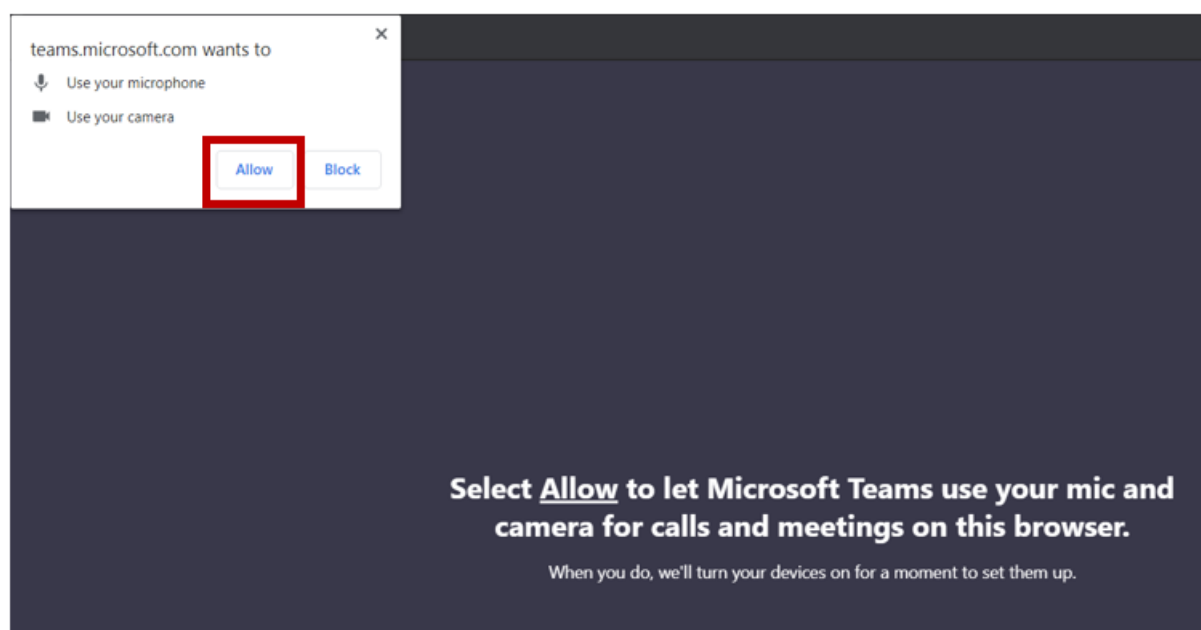 teams.microsoft.com wants to
Use your microphone
Use your camera
Allow
Block
Select Allow to let Microsoft Teams use your mic and
camera for calls and meetings on this browser.
When you do, we'll turn your devices on for a moment to set them up.